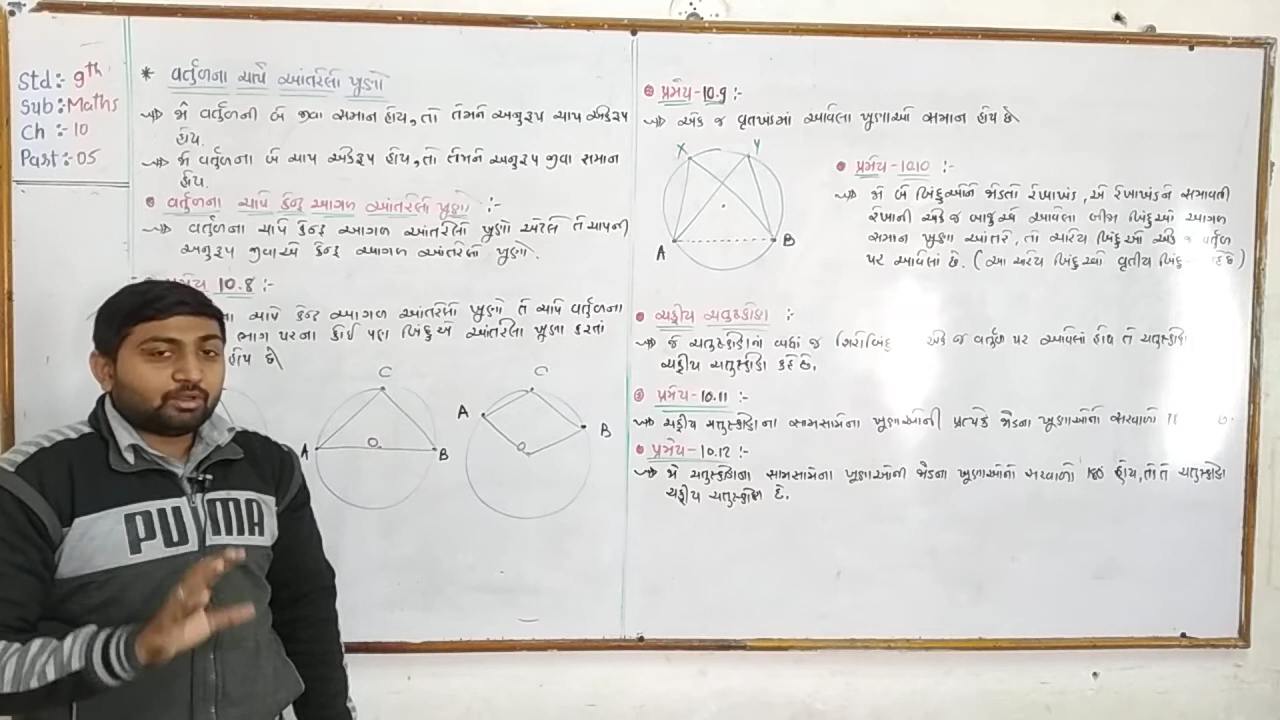 Std:- 9th
Sub:- Maths
Ch :- 10
Part:- 05
* વર્તુળના ચાપે આંતરેલા ખૂણો
→ જો વર્તુળની બે જીવા સમાન હોય, તો તેમને અનુરૂપ ચાપ એકરૂપ
હોય.
→ જો વર્તુળના બે ચાપ એકરૂપ હોય, તો તેમને અનુરૂપ જીવા સમાન
હોય.
• વર્તુળના ચાપે કેન્દ્ર આગળ આંતરેલો ખૂણો :-
→ વર્તુળના ચાપે કેન્દ્ર આગળ આંતરેલો ખૂણો એટલે તે ચાપની
અનુરૂપ જીવાએ કેન્દ્ર આગળ આંતરેલો ખૂણો.
10.8 :-
ના ચાપે કેન્દ્ર આગળ આંતરેલો ખૂણો તે ચાપે વર્તુળના
ભાગ પરના કોઈ પણ બિંદુએ આંતરેલા ખૂણા કરતાં
હોય છે
A B C O
A B C O
• પ્રમેય-10.9 :-
→ એક જ વૃત્તખંડમાં આવેલા ખૂણાઓ સમાન હોય છે
X Y
A B
• પ્રમેય-10.10 :-
→ જો બે બિંદુઓને જોડતો રેખાખંડ, એ રેખાખંડને સમાવતી
રેખાની એક જ બાજુએ આવેલા બીજા બિંદુઓ આગળ
સમાન ખૂણા આંતરે, તો ચારેય બિંદુઓ એક જ વર્તુળ
પર આવેલાં છે. (આ ચારેય બિંદુઓ વૃતીય બિંદુ છે)
• ચક્રીય ચતુષ્કોણ :-
→ જે ચતુષ્કોણના બધાં જ શિરોબિંદુ એક જ વર્તુળ પર આવેલાં હોય તે ચતુષ્કોણ
ચક્રીય ચતુષ્કોણ કહે છે.
• પ્રમેય-10.11 :-
→ ચક્રીય ચતુષ્કોણના સામસામેના ખૂણાઓની પ્રત્યેક જોડના ખૂણાઓનો સરવાળો
• પ્રમેય-10.12 :-
→ જો ચતુષ્કોણના સામસામેના ખૂણાઓની જોડના ખૂણાઓનો સરવાળો 180 હોય, તો તે ચતુષ્કોણ
ચક્રીય ચતુષ્કોણ છે.
PUMA